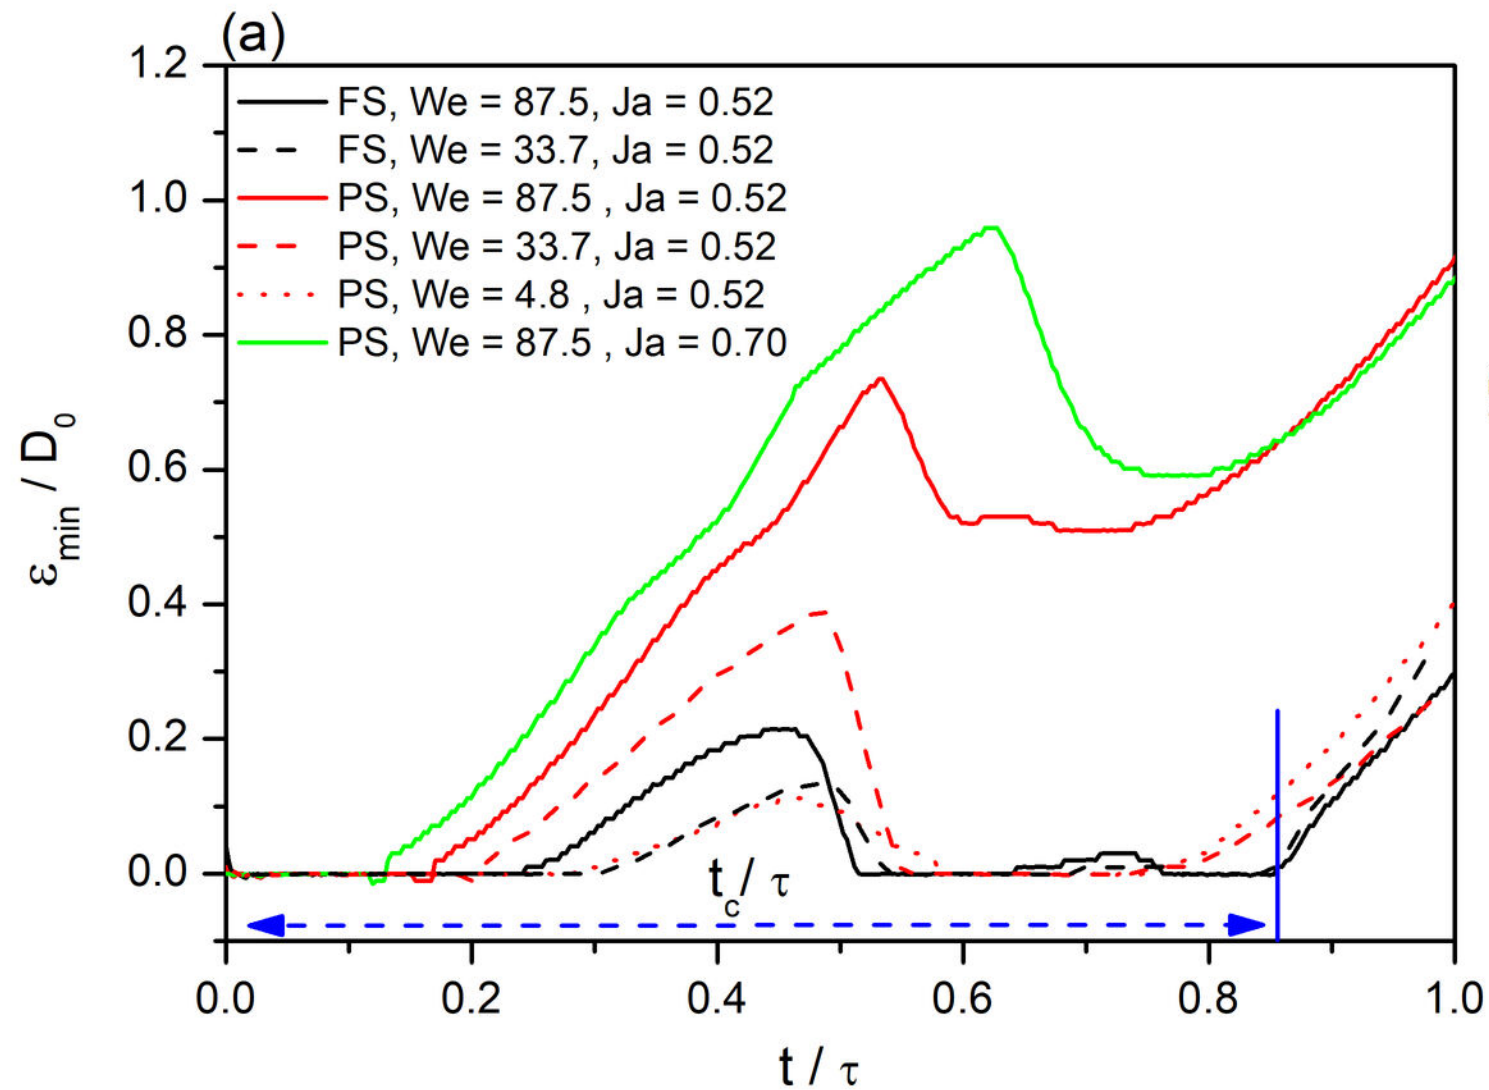 (a)
1.2
1.0
0.8
0.6
0.4
0.2
0.0
ε_min / D_0
FS, We = 87.5, Ja = 0.52
FS, We = 33.7, Ja = 0.52
PS, We = 87.5 , Ja = 0.52
PS, We = 33.7, Ja = 0.52
PS, We = 4.8 , Ja = 0.52
PS, We = 87.5 , Ja = 0.70
t_c / τ
0.0 0.2 0.4 0.6 0.8 1.0
t / τ